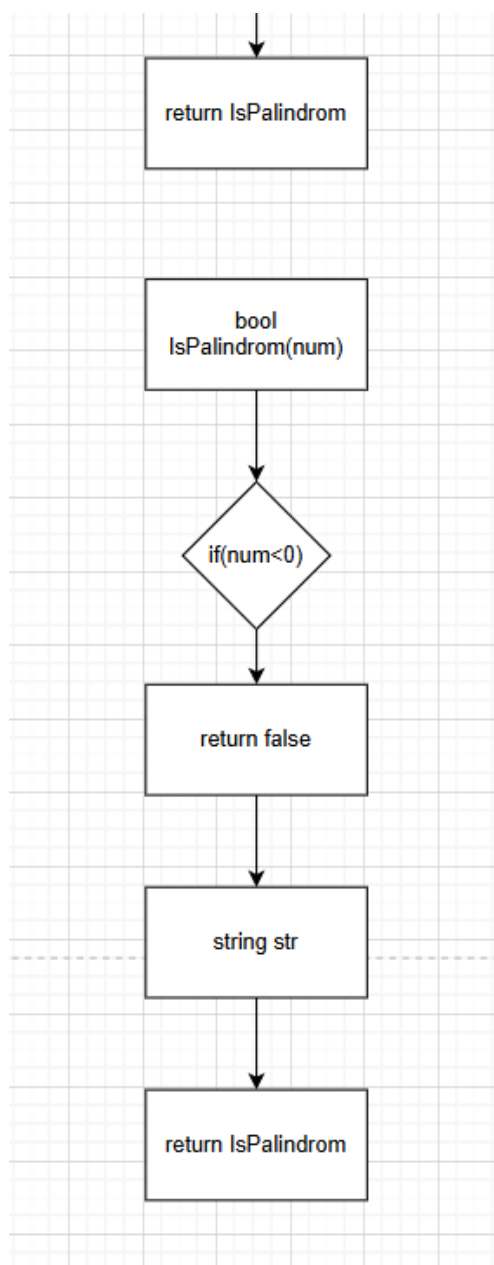 return IsPalindrom
bool
IsPalindrom(num)
if(num<0)
return false
string str
return IsPalindrom